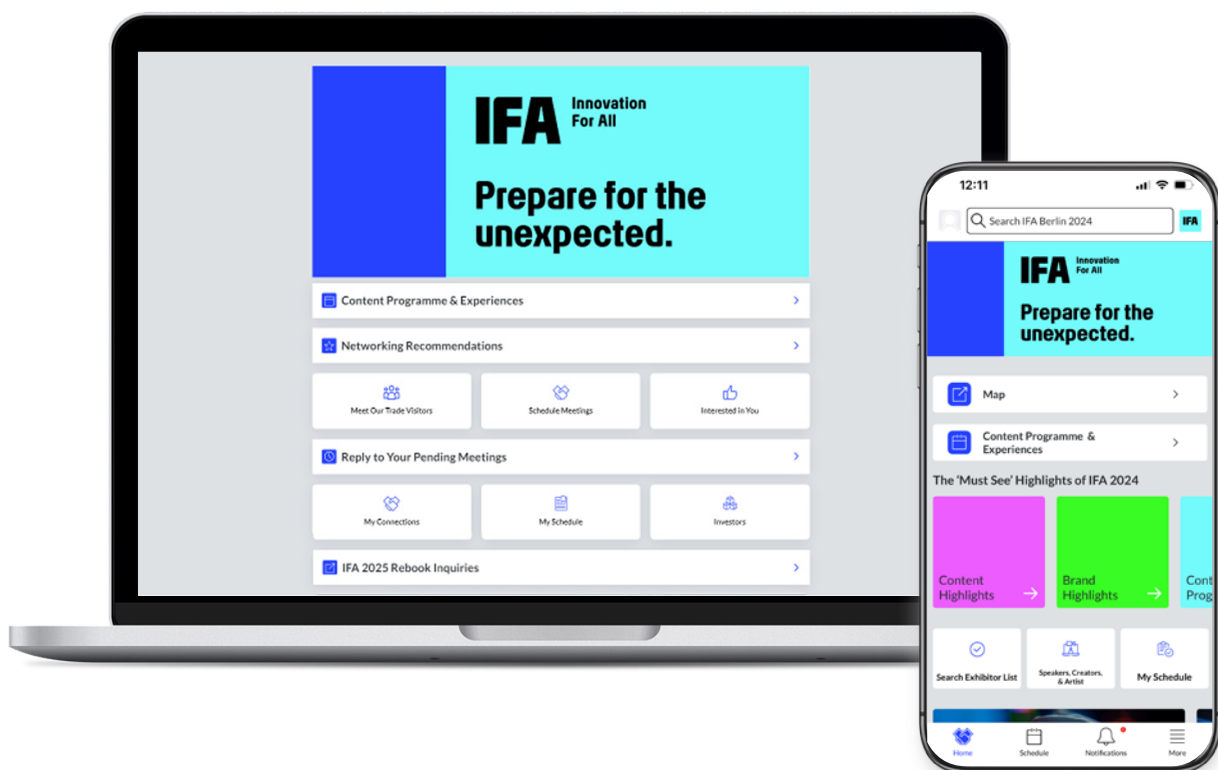 IFA
Innovation
For All
Prepare for the
unexpected.
Content Programme & Experiences
Networking Recommendations
Meet Our Trade Visitors
Schedule Meetings
Interested in You
Reply to Your Pending Meetings
My Connections
My Schedule
Investors
IFA 2025 Rebook Inquiries
12:11
Search IFA Berlin 2024
IFA
IFA
Innovation
For All
Prepare for the
unexpected.
Map
Content Programme &
Experiences
The ‘Must See’ Highlights of IFA 2024
Content
Highlights
Brand
Highlights
Cont
Prog
Search Exhibitor List
Speakers, Creators,
& Artist
My Schedule
Home
Schedule
Notifications
More